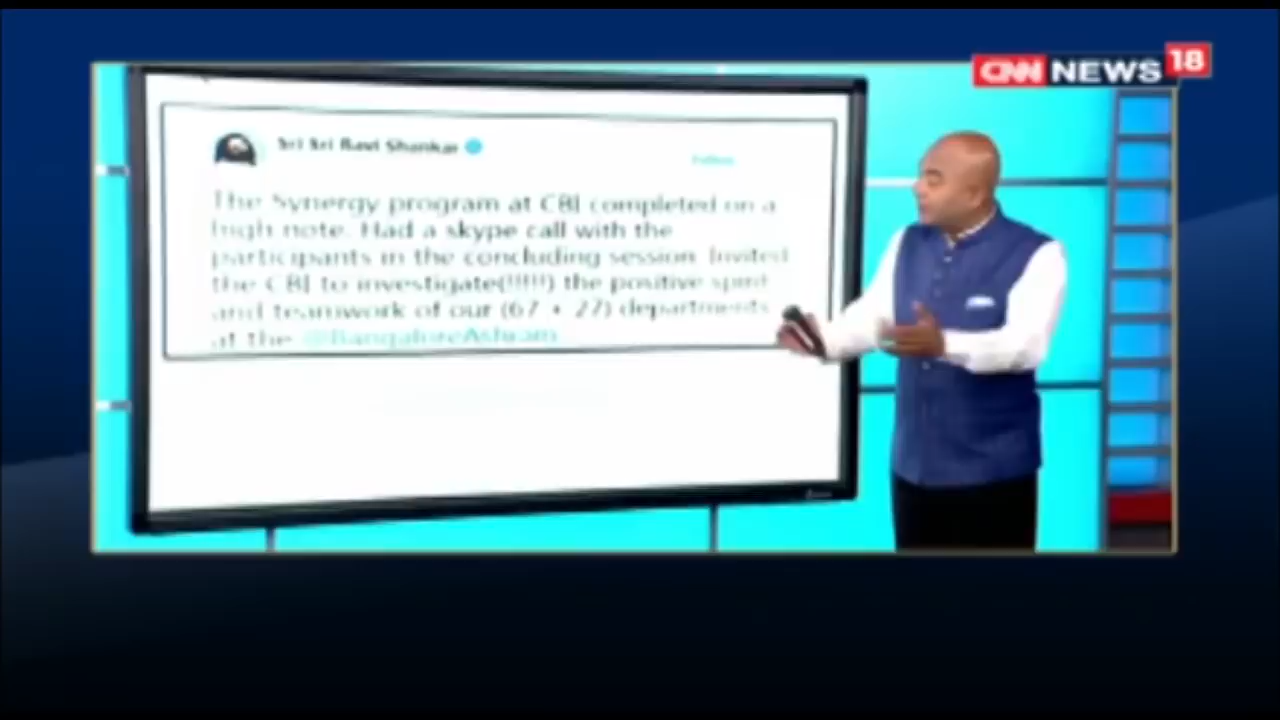 CNN NEWS 18
Sri Sri Ravi Shankar
Follow
The Synergy program at CBI completed on a
high note. Had a skype call with the
participants in the concluding session. Invited
the CBI to investigate(!!!!!) the positive spirit
and teamwork of our (67 + 27) departments
at the @BangaloreAshram